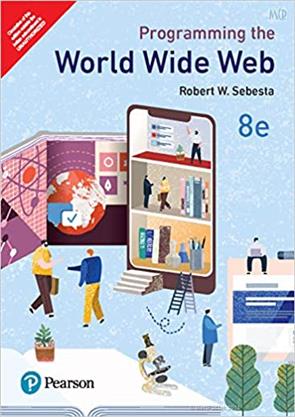 Programming the
World Wide Web
Robert W. Sebesta
8e
Pearson